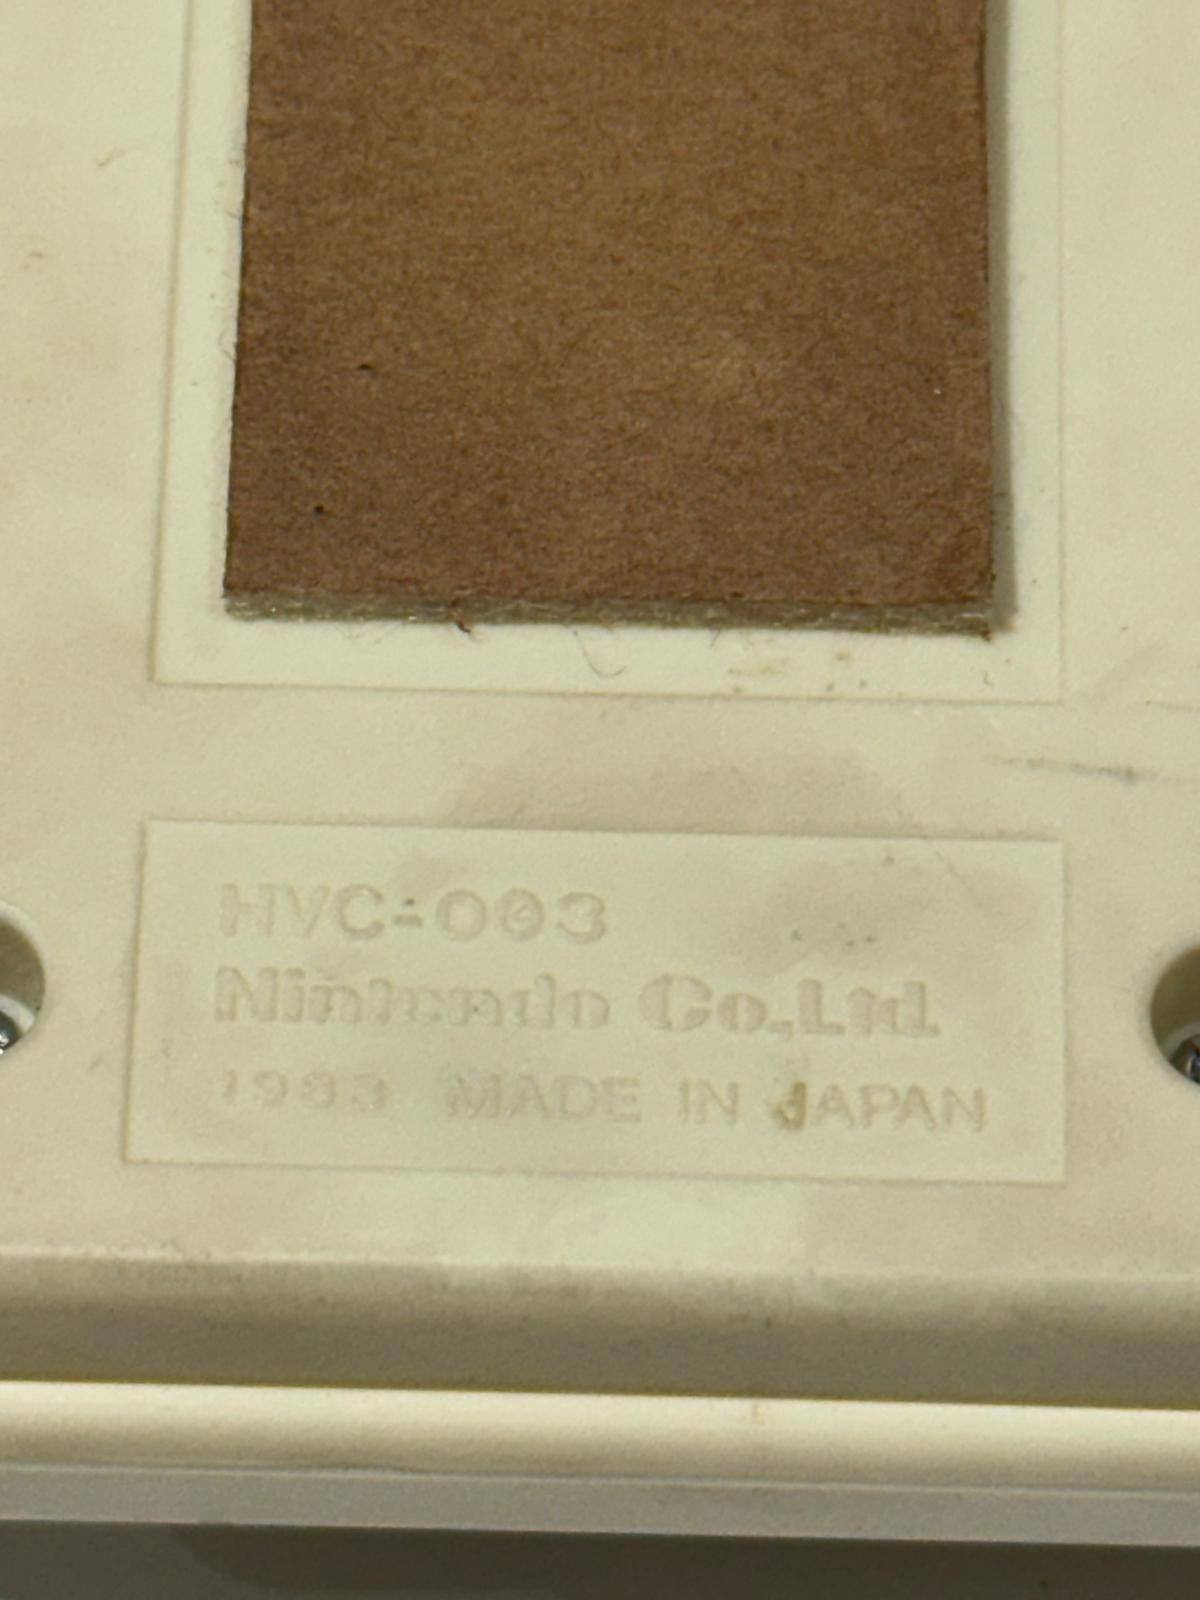 HVC-003
Nintendo Co.,Ltd.
1983 MADE IN JAPAN